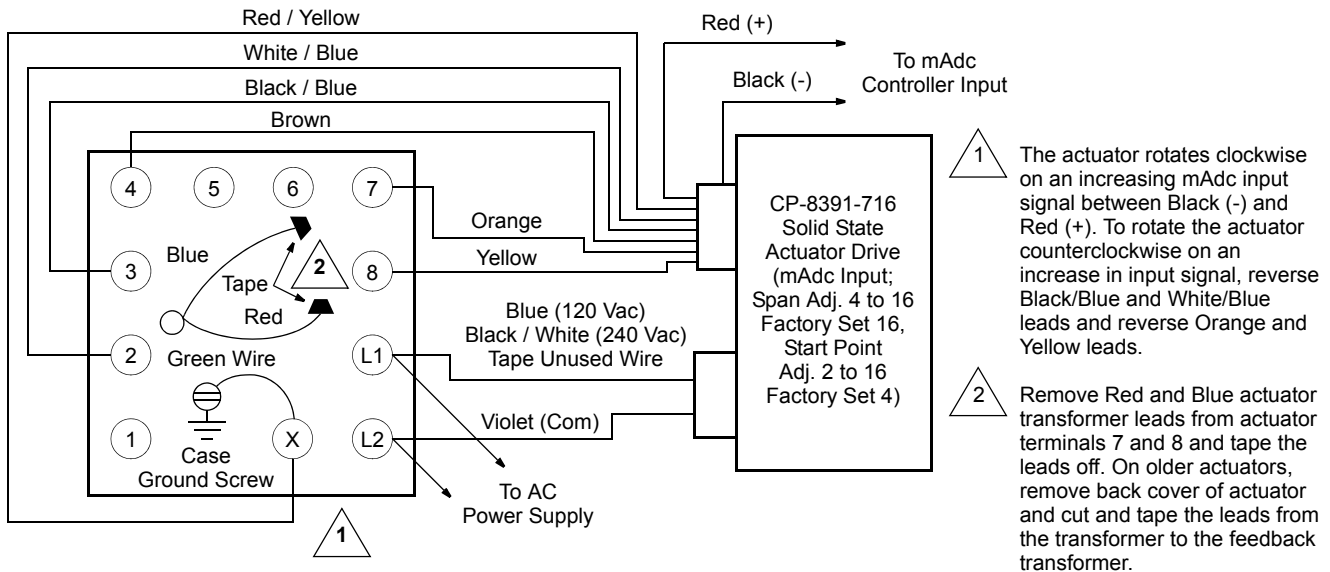 Red / Yellow
White / Blue
Black / Blue
Brown
Red (+)
Black (-)
To mAdc
Controller Input
4
5
6
7
3
8
2
L1
1
X
L2
Blue
Tape
2
Red
Green Wire
Case
Ground Screw
1
Orange
Yellow
Blue (120 Vac)
Black / White (240 Vac)
Tape Unused Wire
Violet (Com)
To AC
Power Supply
CP-8391-716
Solid State
Actuator Drive
(mAdc Input;
Span Adj. 4 to 16
Factory Set 16,
Start Point
Adj. 2 to 16
Factory Set 4)
1
The actuator rotates clockwise
on an increasing mAdc input
signal between Black (-) and
Red (+). To rotate the actuator
counterclockwise on an
increase in input signal, reverse
Black/Blue and White/Blue
leads and reverse Orange and
Yellow leads.
2
Remove Red and Blue actuator
transformer leads from actuator
terminals 7 and 8 and tape the
leads off. On older actuators,
remove back cover of actuator
and cut and tape the leads from
the transformer to the feedback
transformer.